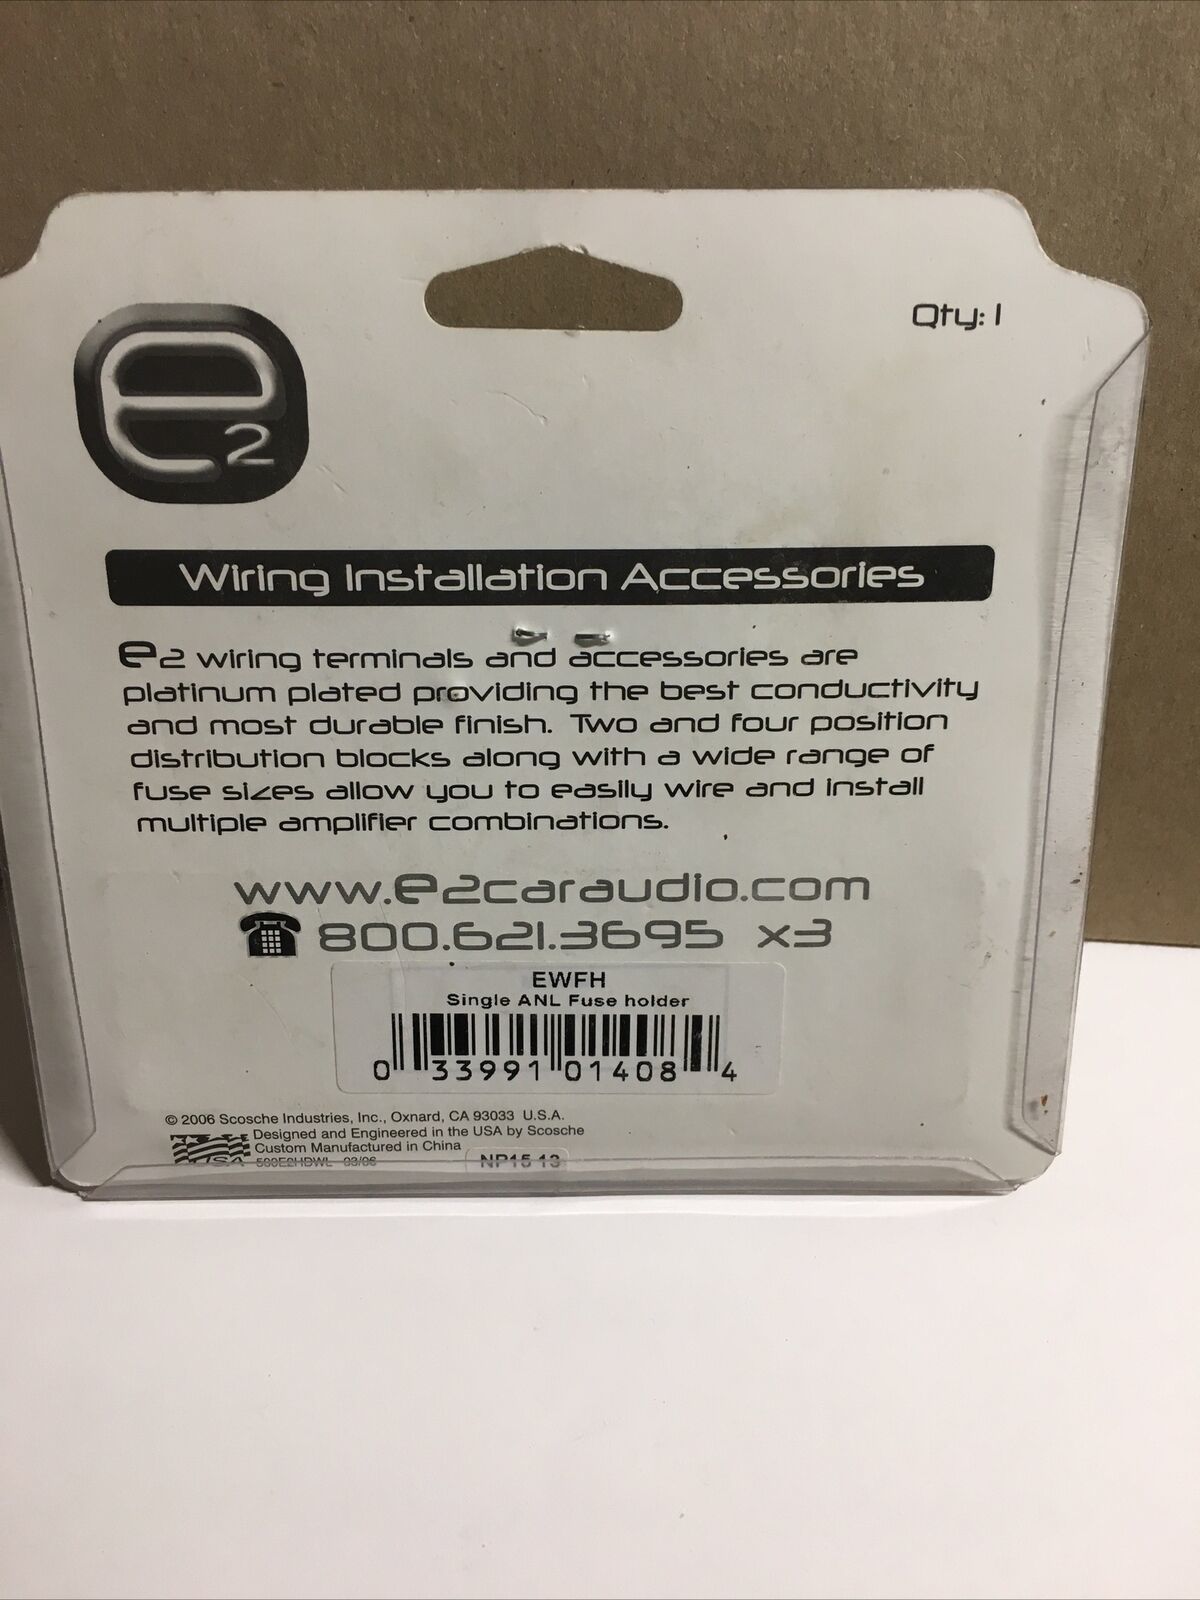 e2
Qty: 1
Wiring Installation Accessories
e2 wiring terminals and accessories are
platinum plated providing the best conductivity
and most durable finish. Two and four position
distribution blocks along with a wide range of
fuse sizes allow you to easily wire and install
multiple amplifier combinations.
www.e2caraudio.com
800.621.3695 x3
EWFH
Single ANL Fuse holder
0 33991 01408 4
© 2006 Scosche Industries, Inc., Oxnard, CA 93033 U.S.A.
Designed and Engineered in the USA by Scosche
Custom Manufactured in China
USA 500E2HDWL 03/06
NP15 13